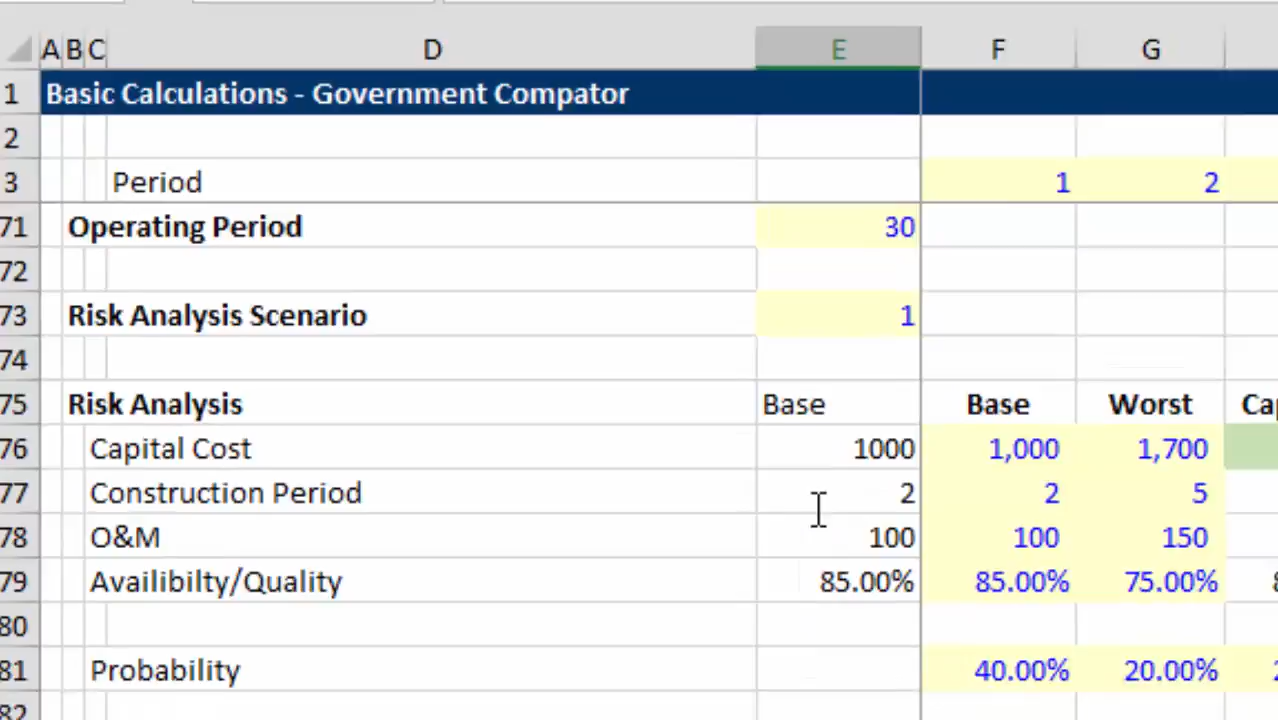 A B C D E F G
1 Basic Calculations - Government Compator
2
3 Period 1 2
71 Operating Period 30
72
73 Risk Analysis Scenario 1
74
75 Risk Analysis Base Base Worst
76 Capital Cost 1000 1,000 1,700
77 Construction Period 2 2 5
78 O&M 100 100 150
79 Availibilty/Quality 85.00% 85.00% 75.00%
80
81 Probability 40.00% 20.00%
82